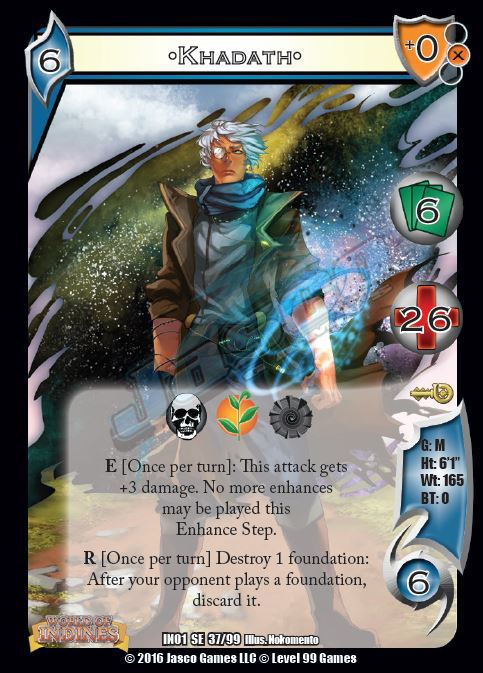 6
•KHADATH•
+0
6
26
G: M
Ht: 6'1"
Wt: 165
BT: 0
E [Once per turn]: This attack gets
+3 damage. No more enhances
may be played this
Enhance Step.
R [Once per turn] Destroy 1 foundation:
After your opponent plays a foundation,
discard it.
6
WORLD OF
INDINES
IN01 SE 37/99 Illus. Nokomento
© 2016 Jasco Games LLC © Level 99 Games